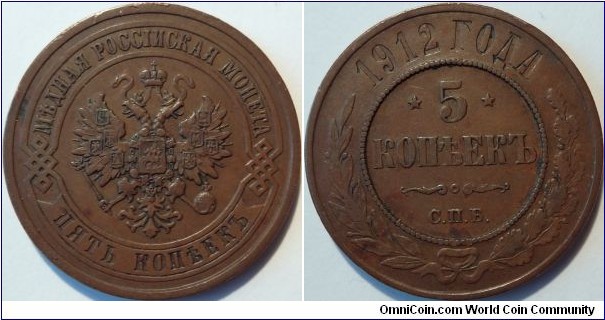 МѢДНАЯ РОССІЙСКАЯ МОНЕТА
ПЯТЬ КОПѢЕКЪ
1912 ГОДА
5
КОПѢЕКЪ
С.П.Б.
OmniCoin.com World Coin Community